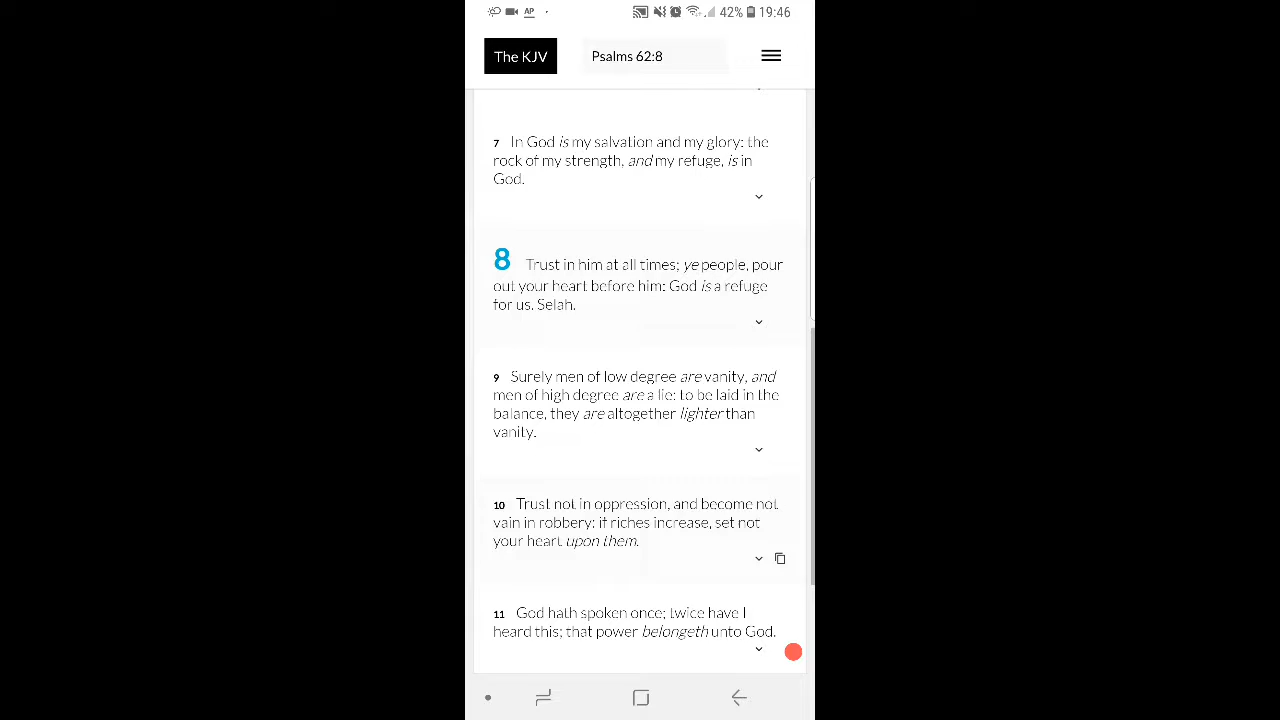 AP 42% 19:46
The KJV Psalms 62:8
7 In God is my salvation and my glory: the
rock of my strength, and my refuge, is in
God.
8 Trust in him at all times; ye people, pour
out your heart before him: God is a refuge
for us. Selah.
9 Surely men of low degree are vanity, and
men of high degree are a lie: to be laid in the
balance, they are altogether lighter than
vanity.
10 Trust not in oppression, and become not
vain in robbery: if riches increase, set not
your heart upon them.
11 God hath spoken once; twice have I
heard this; that power belongeth unto God.